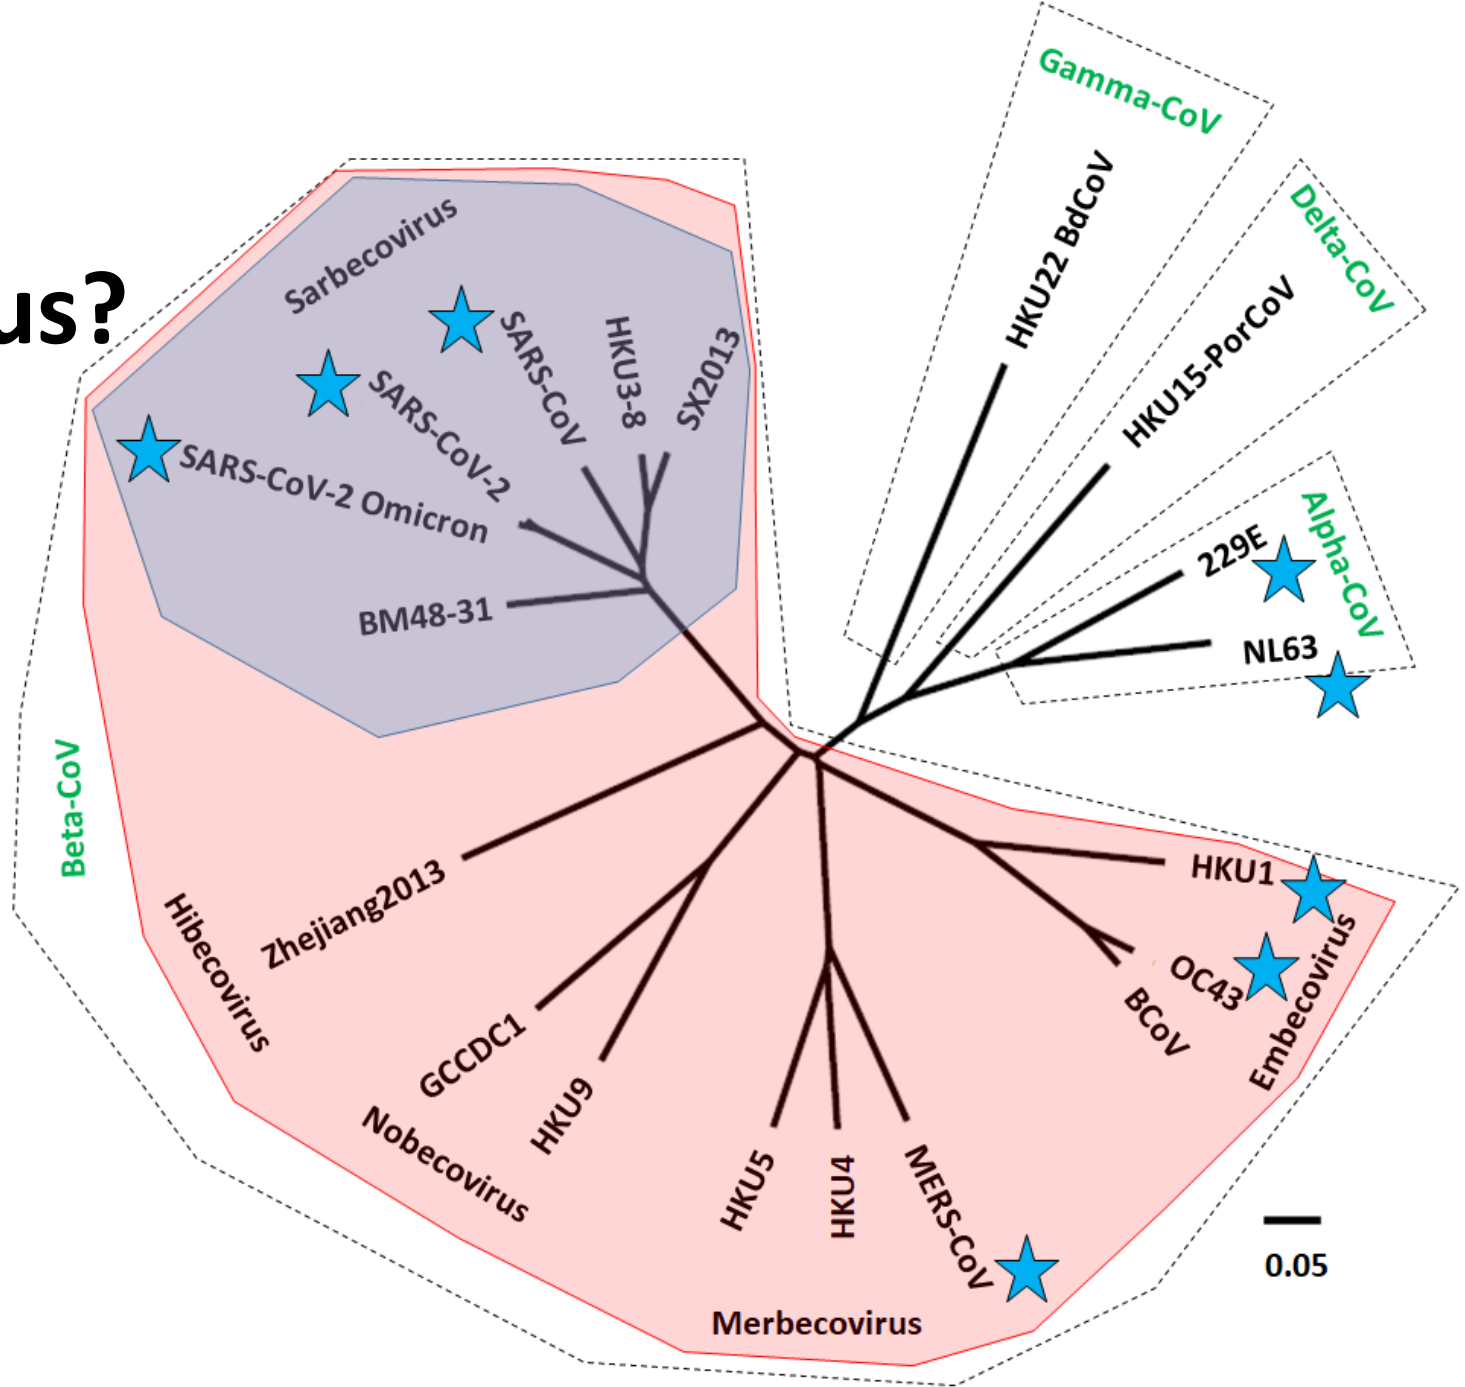 us?
Gamma-CoV
HKU22 BdCoV
Delta-CoV
HKU15-PorCoV
Alpha-CoV
229E
NL63
Sarbecovirus
SARS-CoV
HKU3-8
SX2013
SARS-CoV-2
SARS-CoV-2 Omicron
BM48-31
Beta-CoV
Zhejiang2013
Hibecovirus
GCCDC1
HKU9
Nobecovirus
HKU5
HKU4
MERS-CoV
Merbecovirus
HKU1
OC43
BCoV
Embecovirus
0.05